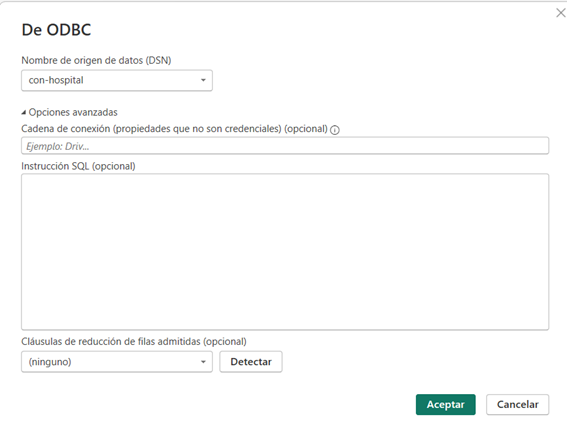 De ODBC
Nombre de origen de datos (DSN)
con-hospital
Opciones avanzadas
Cadena de conexión (propiedades que no son credenciales) (opcional)
Ejemplo: Driv...
Instrucción SQL (opcional)
Cláusulas de reducción de filas admitidas (opcional)
(ninguno) Detectar
Aceptar Cancelar